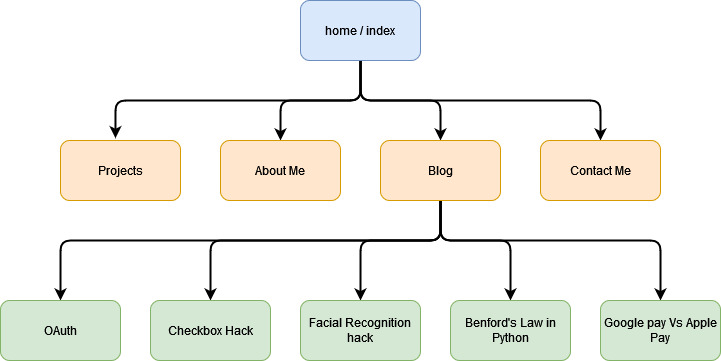 home / index
Projects
About Me
Blog
Contact Me
OAuth
Checkbox Hack
Facial Recognition
hack
Benford's Law in
Python
Google pay Vs Apple
Pay